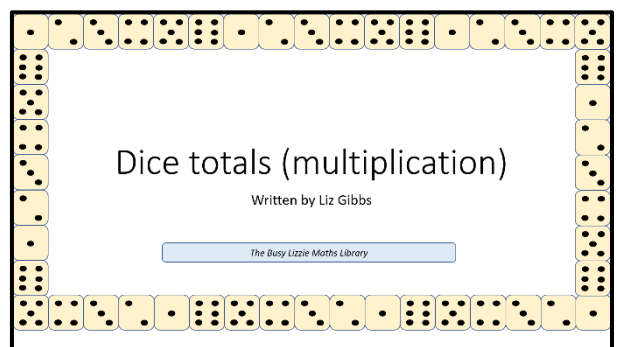 Dice totals (multiplication)
Written by Liz Gibbs
The Busy Lizzie Maths Library